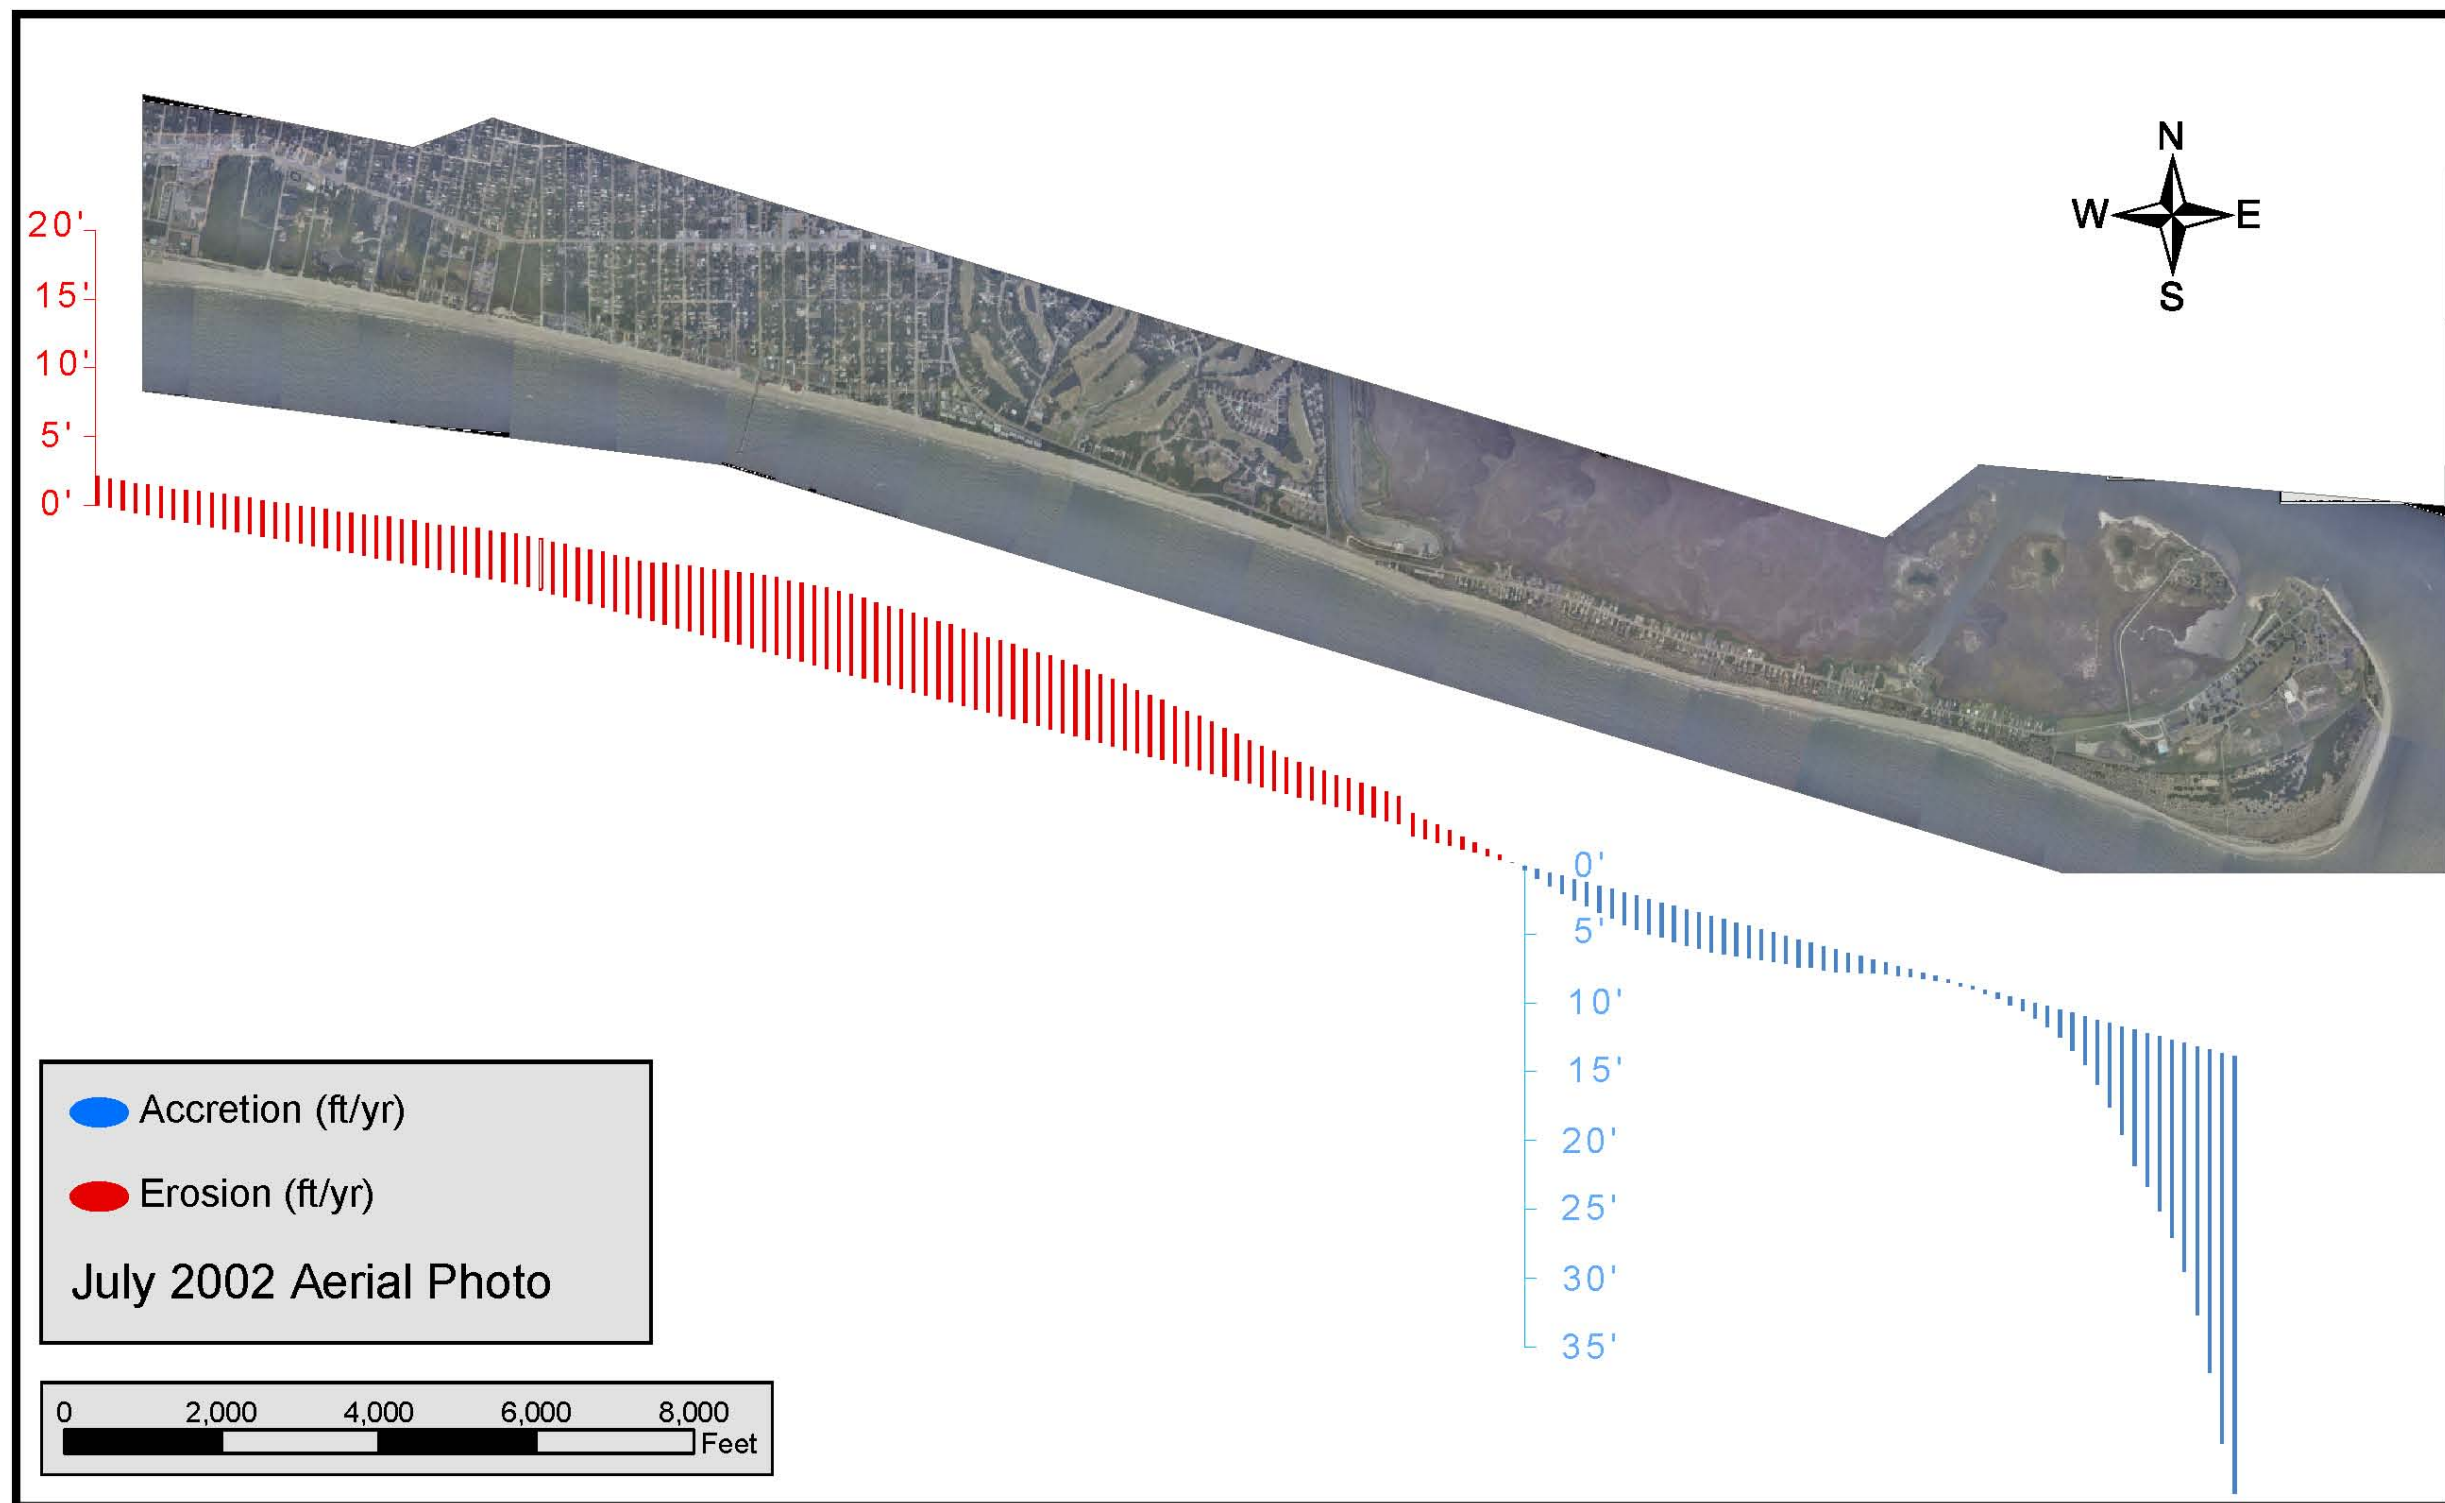 N
W E
S
20'
15'
10'
5'
0'
0'
5'
10'
15'
20'
25'
30'
35'
Accretion (ft/yr)
Erosion (ft/yr)
July 2002 Aerial Photo
0 2,000 4,000 6,000 8,000
Feet